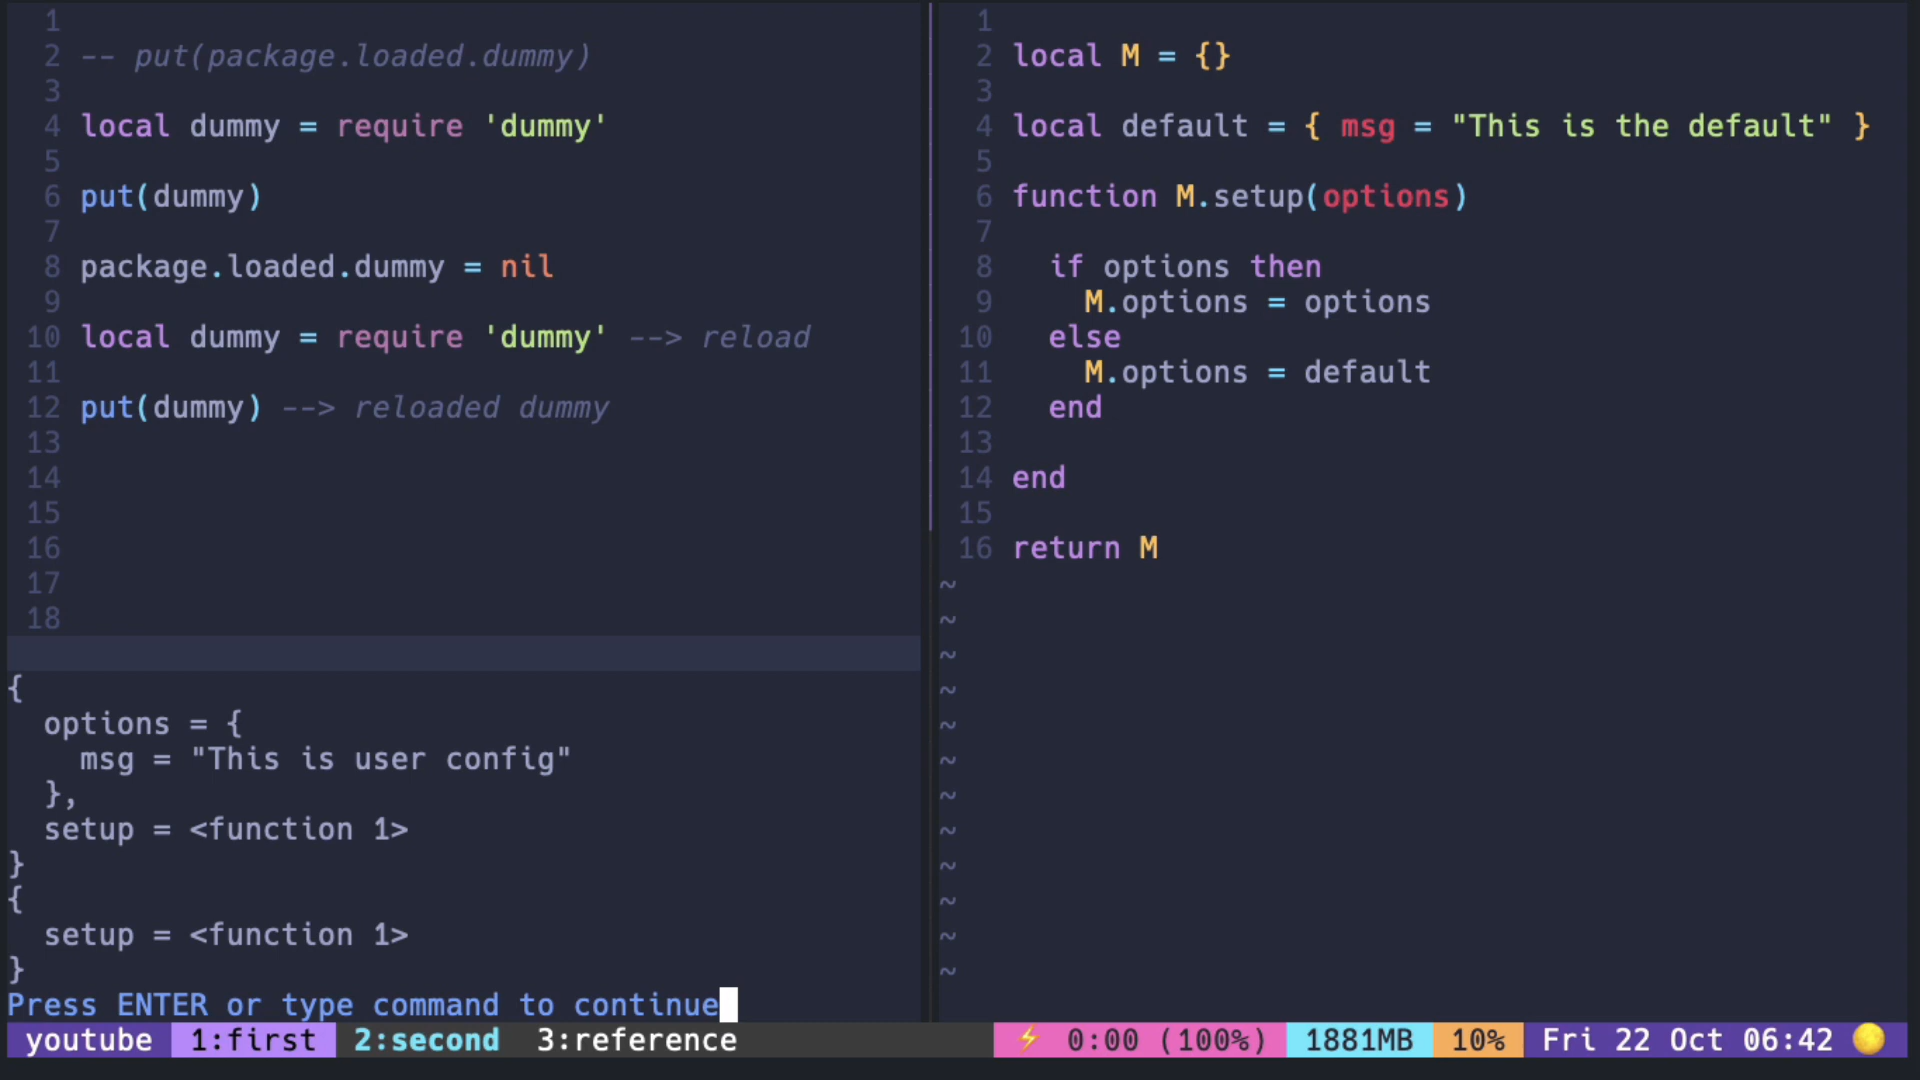 1
2 -- put(package.loaded.dummy)
3
4 local dummy = require 'dummy'
5
6 put(dummy)
7
8 package.loaded.dummy = nil
9
10 local dummy = require 'dummy' --> reload
11
12 put(dummy) --> reloaded dummy
13
14
15
16
17
18
{
  options = {
    msg = "This is user config"
  },
  setup = <function 1>
}
{
  setup = <function 1>
}
Press ENTER or type command to continue
1
2 local M = {}
3
4 local default = { msg = "This is the default" }
5
6 function M.setup(options)
7
8   if options then
9     M.options = options
10   else
11     M.options = default
12   end
13
14 end
15
16 return M
~
~
~
~
~
~
~
~
~
~
~
~
youtube 1:first 2:second 3:reference ⚡ 0:00 (100%) 1881MB 10% Fri 22 Oct 06:42